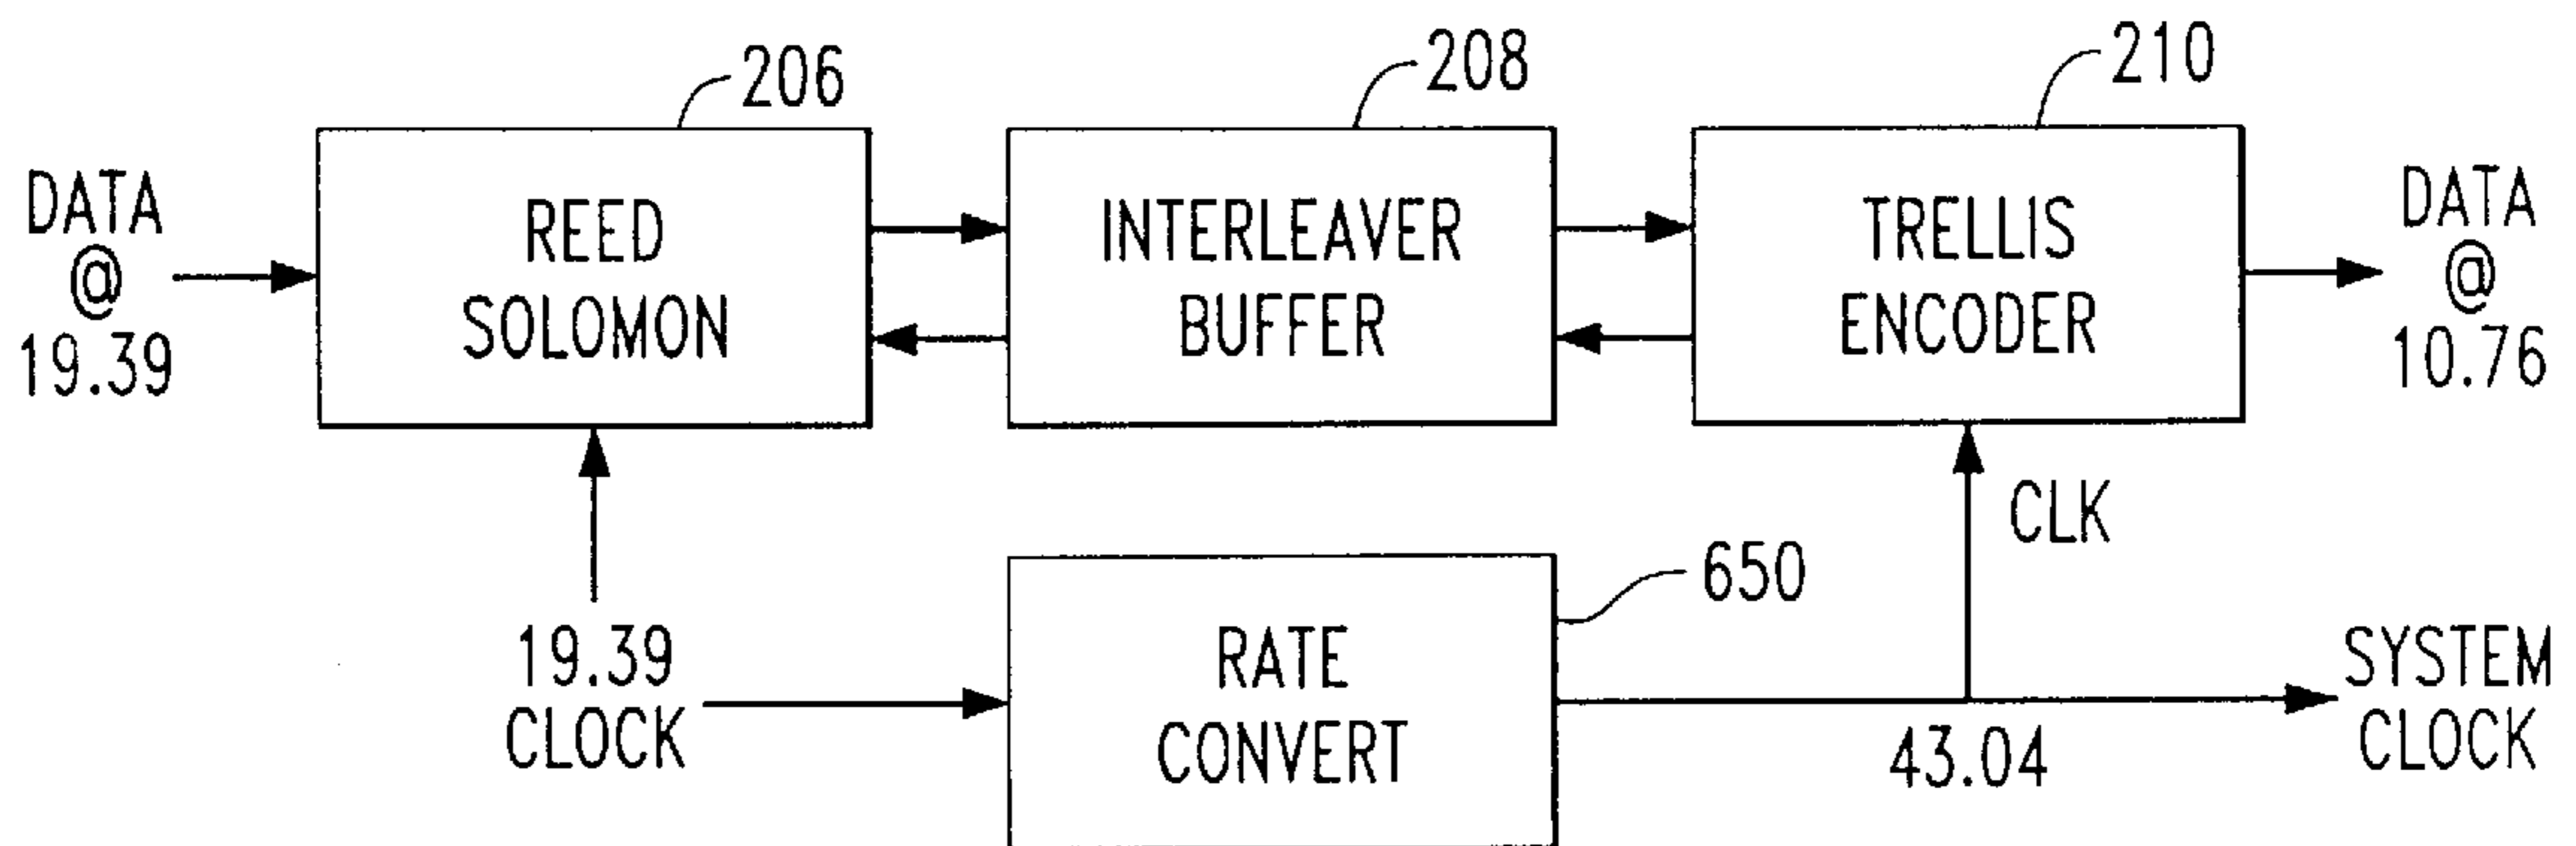 206
208
210
DATA
@
19.39
REED
SOLOMON
INTERLEAVER
BUFFER
TRELLIS
ENCODER
DATA
@
10.76
CLK
650
19.39
CLOCK
RATE
CONVERT
43.04
SYSTEM
CLOCK